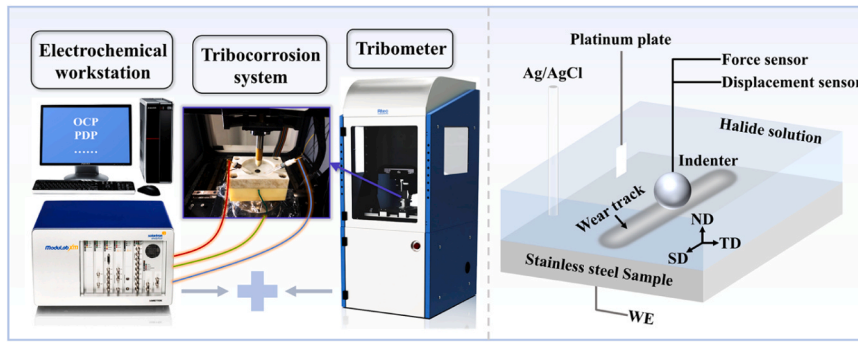 Electrochemical
workstation
Tribocorrosion
system
Tribometer
OCP
PDP
......
ModuLab
Platinum plate
Ag/AgCl
Force sensor
Displacement sensor
Halide solution
Indenter
Wear track
ND
TD
SD
Stainless steel Sample
WE